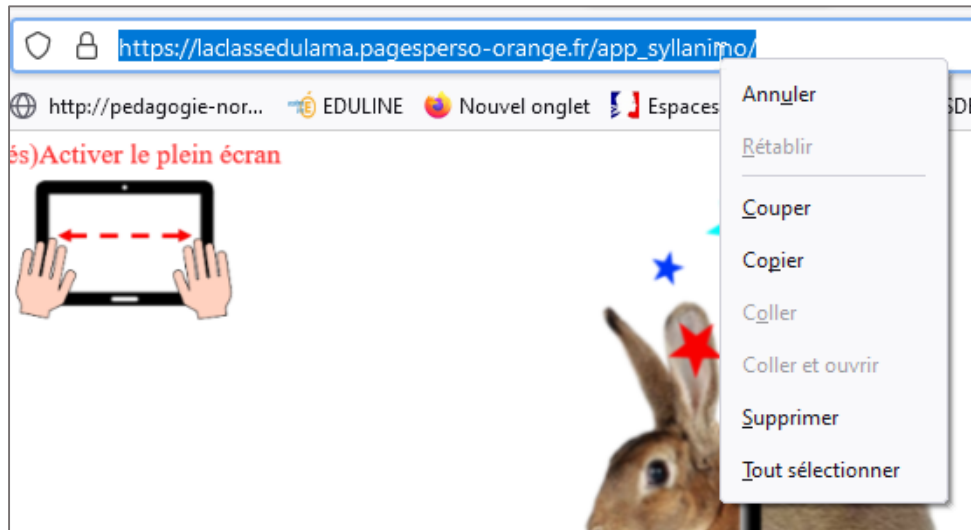 https://laclassedulama.pagesperso-orange.fr/app_syllanimo/
http://pedagogie-nor... EDULINE Nouvel onglet Espaces
és)Activer le plein écran
Annuler
Rétablir
Couper
Copier
Coller
Coller et ouvrir
Supprimer
Tout sélectionner